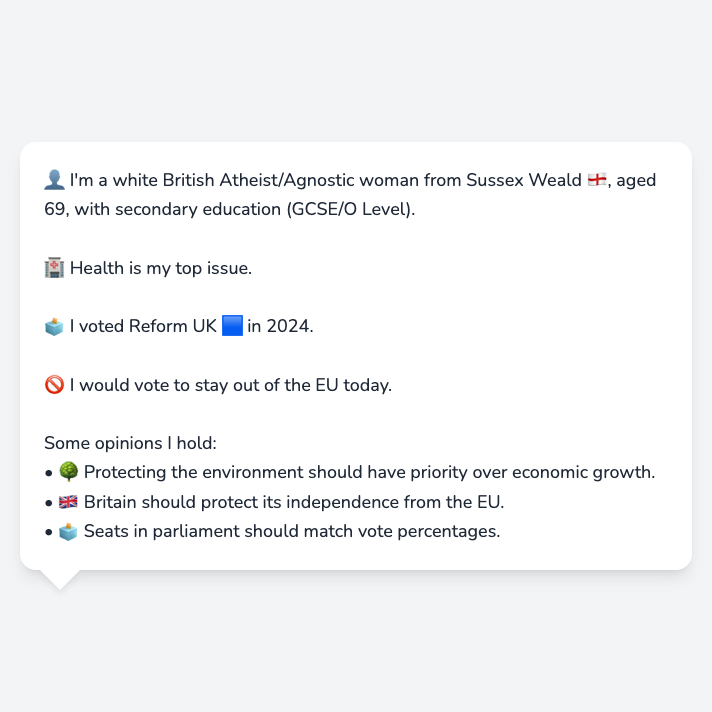 👤 I'm a white British Atheist/Agnostic woman from Sussex Weald 🏴󠁧󠁢󠁥󠁮󠁧󠁿, aged
69, with secondary education (GCSE/O Level).
🏥 Health is my top issue.
🗳️ I voted Reform UK 🟦 in 2024.
🚫 I would vote to stay out of the EU today.
Some opinions I hold:
• 🌳 Protecting the environment should have priority over economic growth.
• 🇬🇧 Britain should protect its independence from the EU.
• 🗳️ Seats in parliament should match vote percentages.